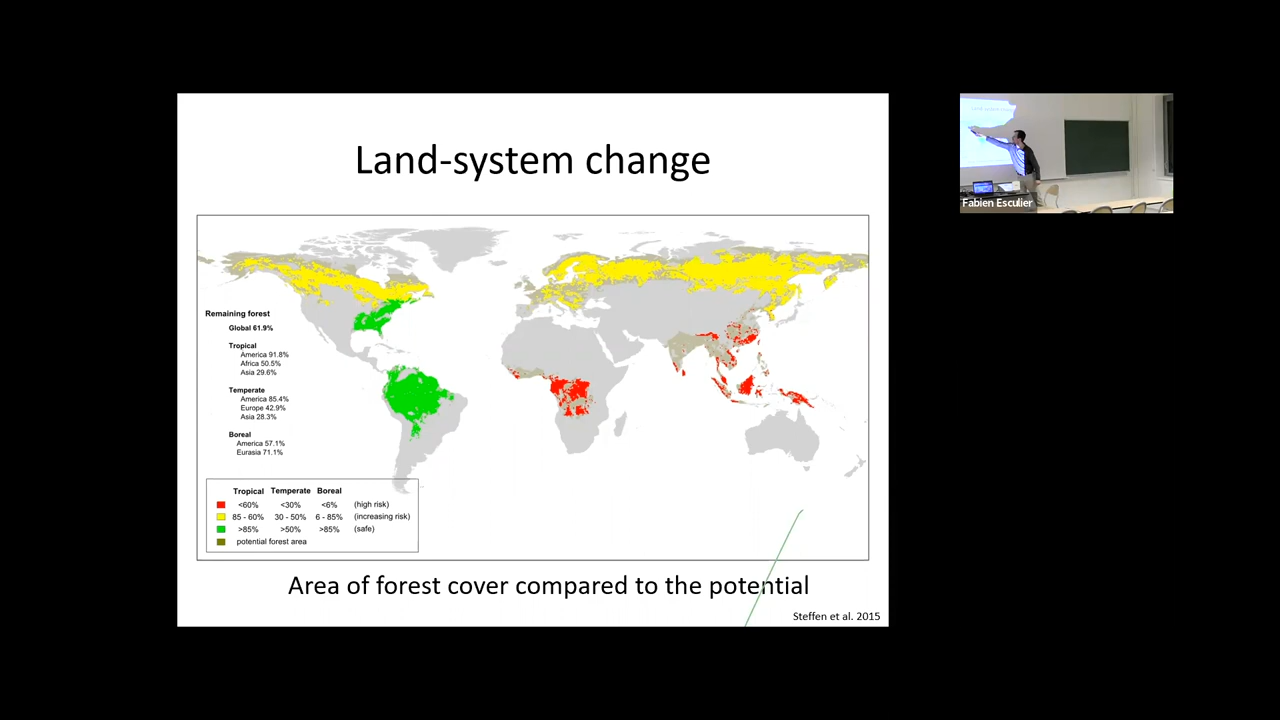 Land-system change
Remaining forest
Global 61.9%
Tropical
America 91.8%
Africa 50.5%
Asia 29.6%
Temperate
America 85.4%
Europe 42.9%
Asia 28.3%
Boreal
America 57.1%
Eurasia 71.1%
Tropical Temperate Boreal
<60% <30% <6% (high risk)
85 - 60% 30 - 50% 6 - 85% (increasing risk)
>85% >50% >85% (safe)
potential forest area
Area of forest cover compared to the potential
Steffen et al. 2015
Fabien Esculier